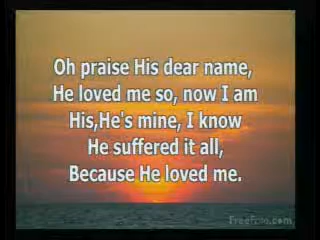 Oh praise His dear name,
He loved me so, now I am
His,He's mine, I know
He suffered it all,
Because He loved me.
FreeFoto.com